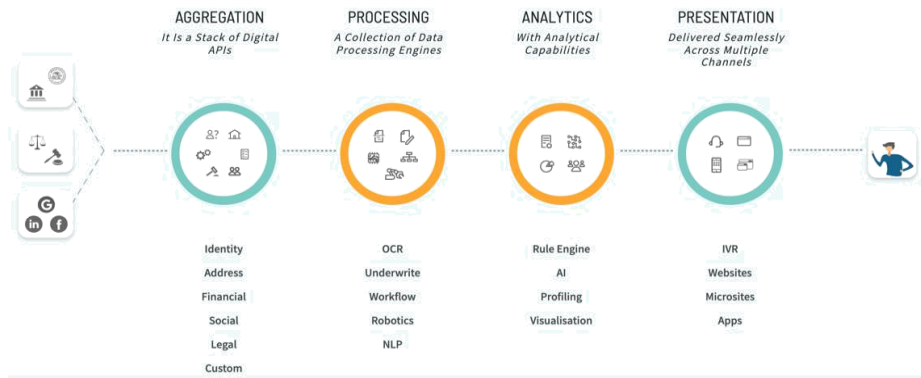 AGGREGATION
It Is a Stack of Digital
APIs
PROCESSING
A Collection of Data
Processing Engines
ANALYTICS
With Analytical
Capabilities
PRESENTATION
Delivered Seamlessly
Across Multiple
Channels
G
in
f
Identity
Address
Financial
Social
Legal
Custom
OCR
Underwrite
Workflow
Robotics
NLP
Rule Engine
AI
Profiling
Visualisation
IVR
Websites
Microsites
Apps